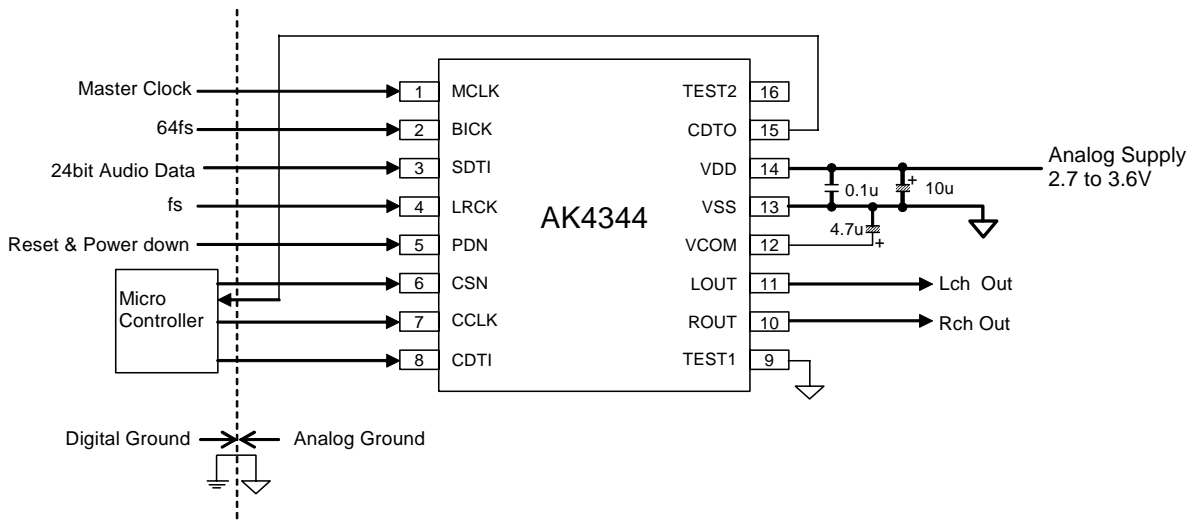 Master Clock
64fs
24bit Audio Data
fs
Reset & Power down
Micro
Controller
1 MCLK
2 BICK
3 SDTI
4 LRCK
5 PDN
6 CSN
7 CCLK
8 CDTI
AK4344
TEST2 16
CDTO 15
VDD 14
VSS 13
VCOM 12
LOUT 11
ROUT 10
TEST1 9
0.1u
+
10u
4.7u
+
Analog Supply
2.7 to 3.6V
Lch Out
Rch Out
Digital Ground
Analog Ground